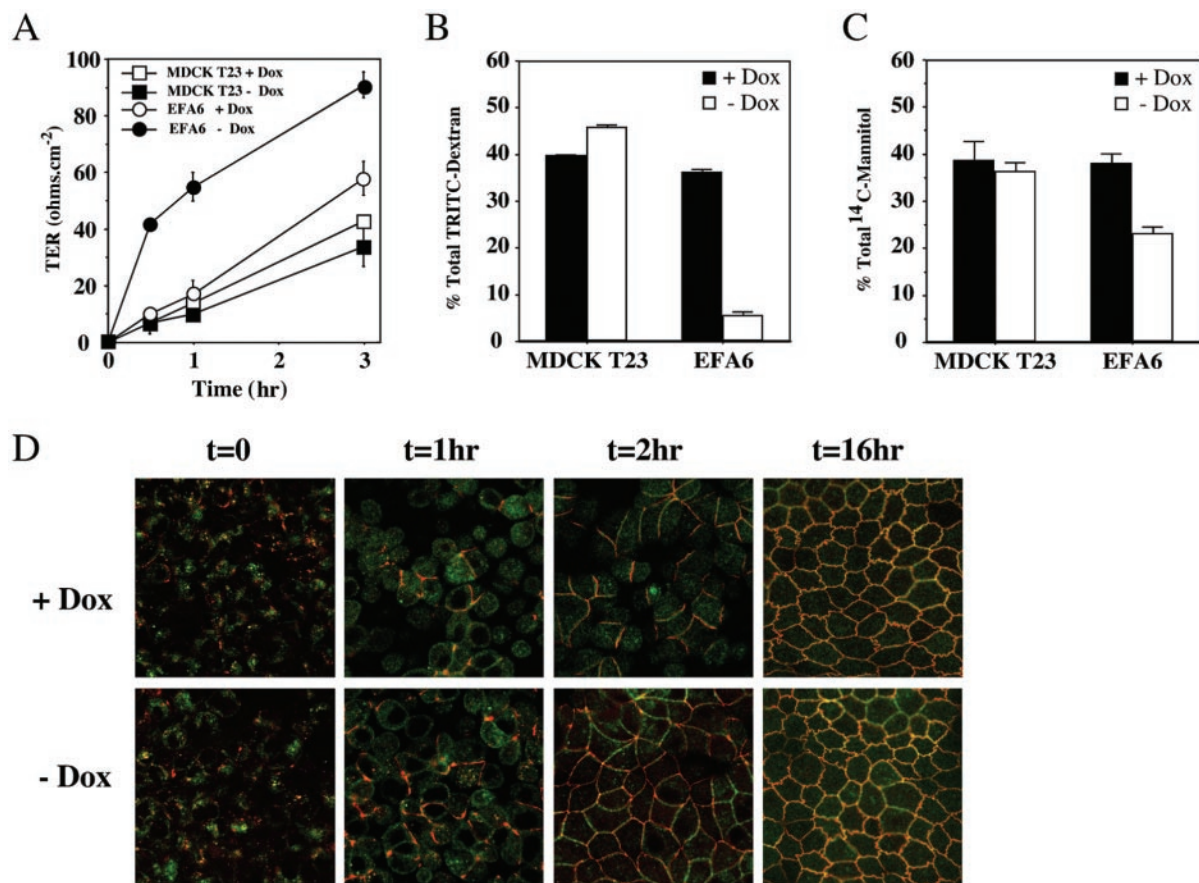 A
TER (ohms.cm-2)
100
80
60
40
20
0
MDCK T23 + Dox
MDCK T23 - Dox
EFA6 + Dox
EFA6 - Dox
0 1 2 3
Time (hr)
B
% Total TRITC-Dextran
60
50
40
30
20
10
0
+ Dox
- Dox
MDCK T23 EFA6
C
% Total 14C-Mannitol
60
50
40
30
20
10
0
+ Dox
- Dox
MDCK T23 EFA6
D
t=0 t=1hr t=2hr t=16hr
+ Dox
- Dox